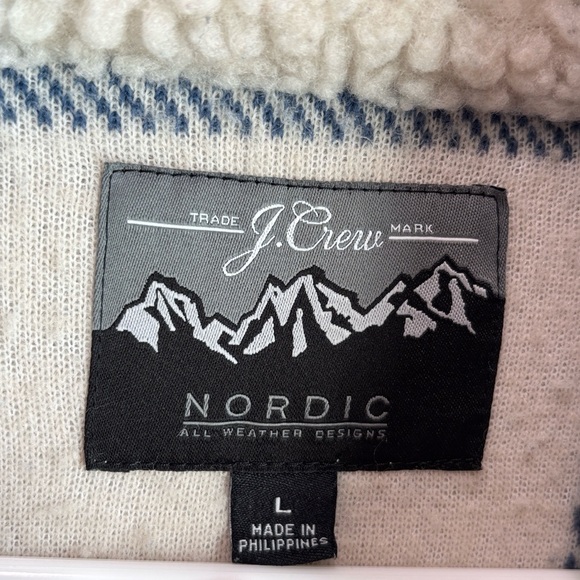 TRADE J.Crew MARK
NORDIC
ALL WEATHER DESIGNS
L
MADE IN
PHILIPPINES